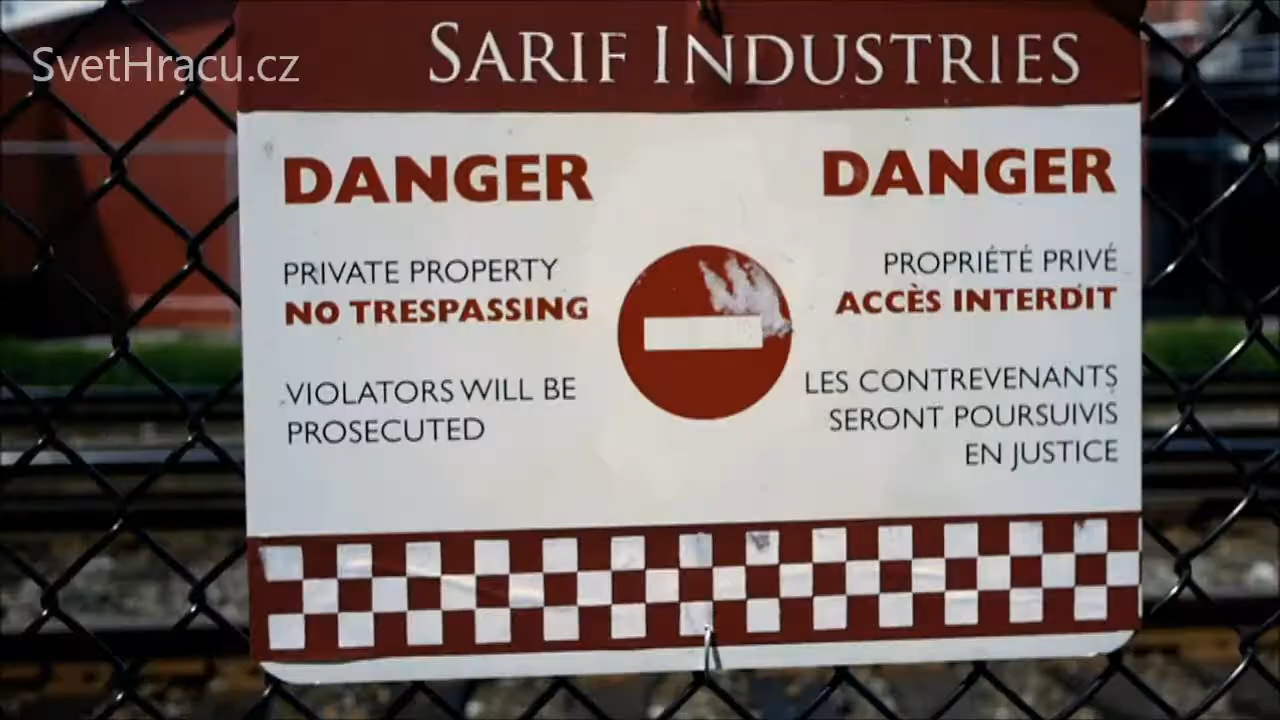 SvetHracu.cz
SARIF INDUSTRIES
DANGER
PRIVATE PROPERTY
NO TRESPASSING
VIOLATORS WILL BE
PROSECUTED
DANGER
PROPRIÉTÉ PRIVÉ
ACCÈS INTERDIT
LES CONTREVENANTS
SERONT POURSUIVIS
EN JUSTICE